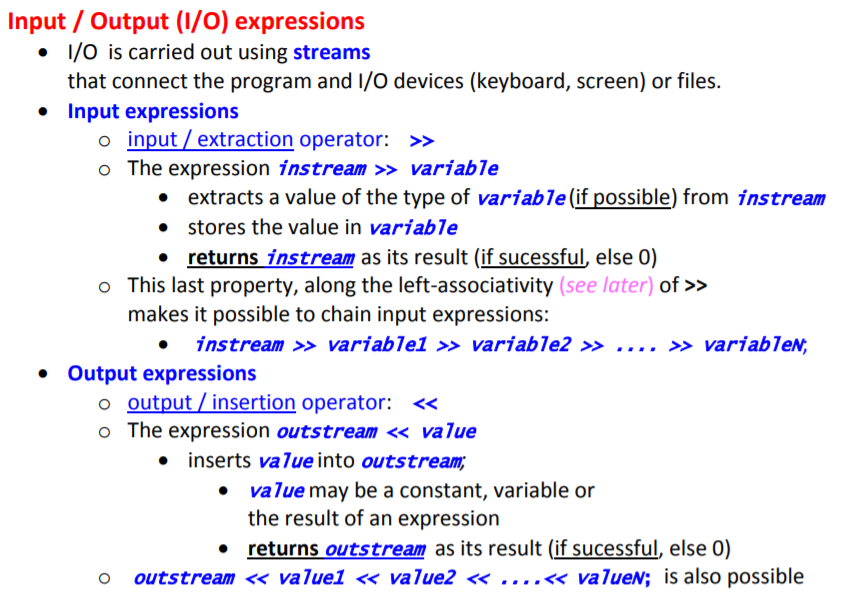 Input / Output (I/O) expressions
• I/O is carried out using streams
that connect the program and I/O devices (keyboard, screen) or files.
• Input expressions
o input / extraction operator: >>
o The expression instream >> variable
• extracts a value of the type of variable (if possible) from instream
• stores the value in variable
• returns instream as its result (if sucessful, else 0)
o This last property, along the left-associativity (see later) of >>
makes it possible to chain input expressions:
• instream >> variable1 >> variable2 >> .... >> variableN;
• Output expressions
o output / insertion operator: <<
o The expression outstream << value
• inserts value into outstream;
• value may be a constant, variable or
the result of an expression
• returns outstream as its result (if sucessful, else 0)
o outstream << value1 << value2 << ....<< valueN; is also possible